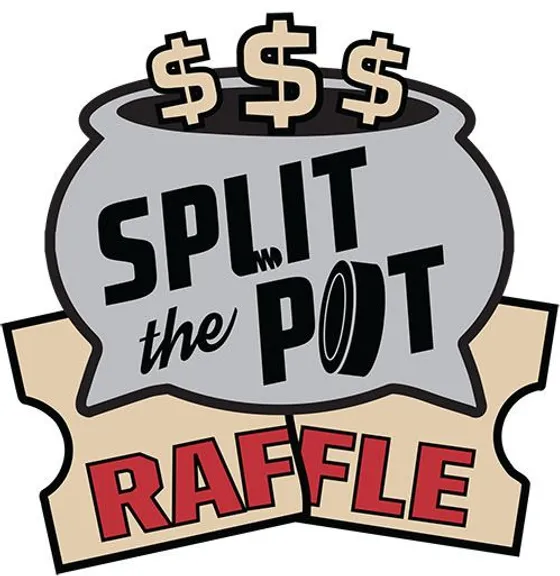 $ $ $
SPLIT
the POT
RAFFLE